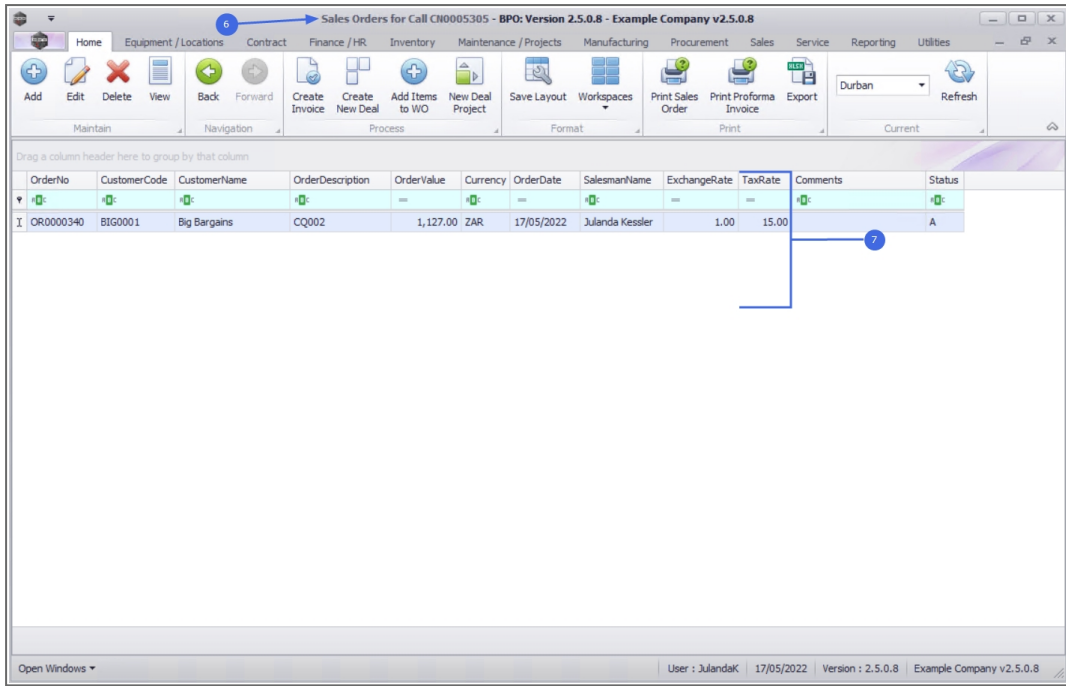 6
Sales Orders for Call CN0005305 - BPO: Version 2.5.0.8 - Example Company v2.5.0.8
Home Equipment / Locations Contract Finance / HR Inventory Maintenance / Projects Manufacturing Procurement Sales Service Reporting Utilities
Add Edit Delete View Back Forward Create Invoice Create New Deal Add Items to WO New Deal Project Save Layout Workspaces Print Sales Order Print Proforma Invoice Export Durban Refresh
Maintain Navigation Process Format Print Current
Drag a column header here to group by that column
OrderNo CustomerCode CustomerName OrderDescription OrderValue Currency OrderDate SalesmanName ExchangeRate TaxRate Comments Status
OR0000340 BIG0001 Big Bargains CQ002 1,127.00 ZAR 17/05/2022 Julanda Kessler 1.00 15.00 A
7
Open Windows User : JulandaK 17/05/2022 Version : 2.5.0.8 Example Company v2.5.0.8